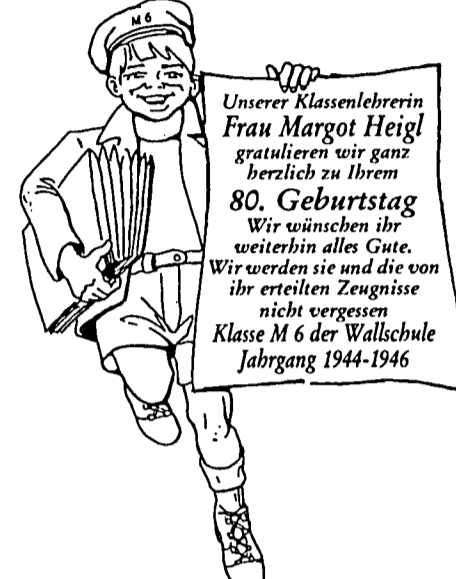 M 6
Unserer Klassenlehrerin
Frau Margot Heigl
gratulieren wir ganz
herzlich zu Ihrem
80. Geburtstag
Wir wünschen ihr
weiterhin alles Gute.
Wir werden sie und die von
ihr erteilten Zeugnisse
nicht vergessen
Klasse M 6 der Wallschule
Jahrgang 1944-1946